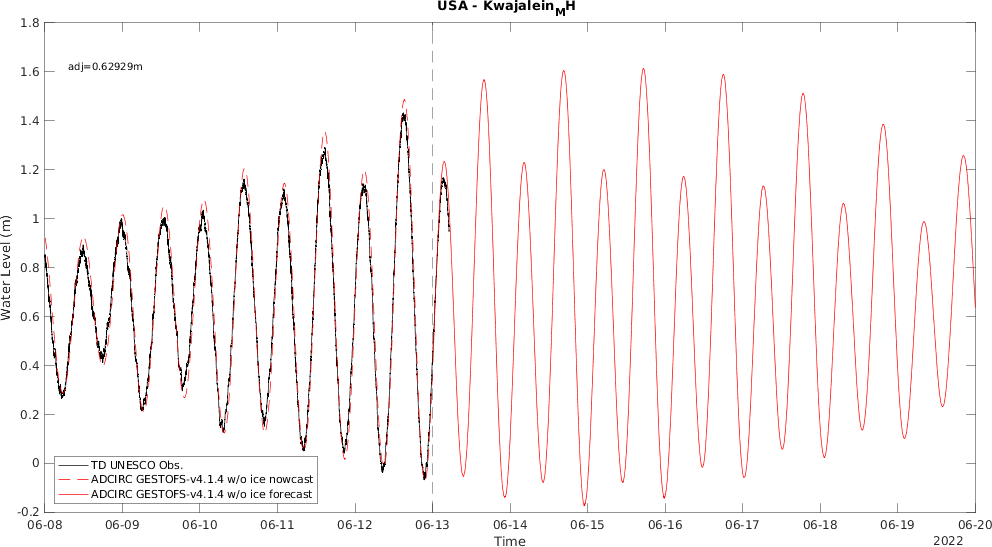 USA - Kwajalein_MH
1.8
1.6
1.4
1.2
1
0.8
0.6
0.4
0.2
0
-0.2
Water Level (m)
adj=0.62929m
TD UNESCO Obs.
ADCIRC GESTOFS-v4.1.4 w/o ice nowcast
ADCIRC GESTOFS-v4.1.4 w/o ice forecast
06-08 06-09 06-10 06-11 06-12 06-13 06-14 06-15 06-16 06-17 06-18 06-19 06-20
Time
2022